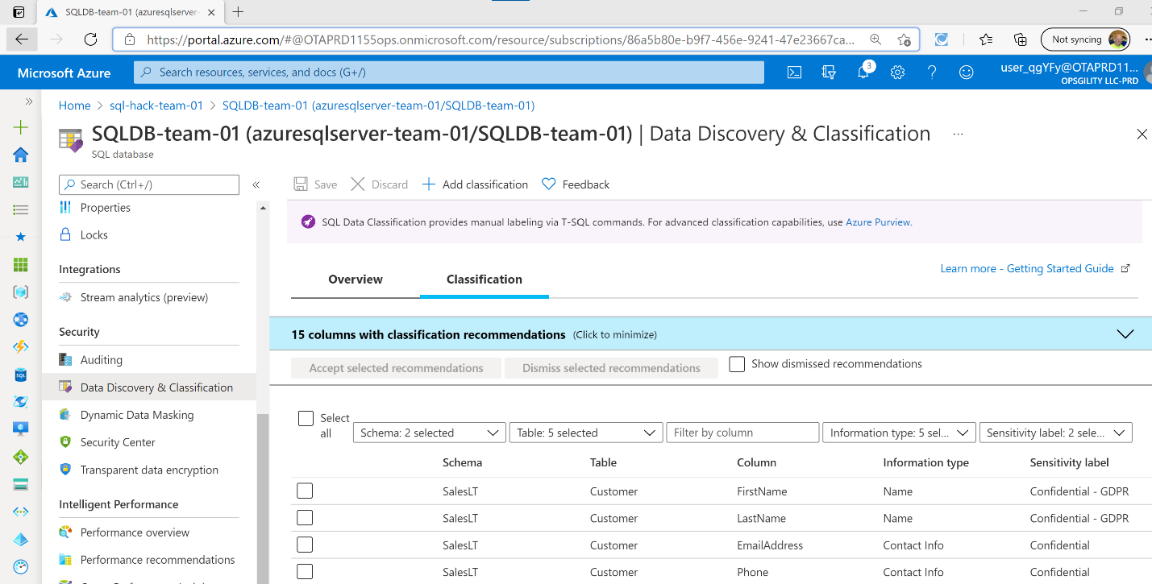 SQLDB-team-01 (azuresqlserver-
https://portal.azure.com/#@OTAPRD1155ops.onmicrosoft.com/resource/subscriptions/86a5b80e-b9f7-456e-9241-47e23667ca...
Not syncing
Microsoft Azure
Search resources, services, and docs (G+/)
3
user_qgYFy@OTAPRD11...
OPSGILITY LLC-PRD
Home > sql-hack-team-01 > SQLDB-team-01 (azuresqlserver-team-01/SQLDB-team-01)
SQLDB-team-01 (azuresqlserver-team-01/SQLDB-team-01) | Data Discovery & Classification ...
SQL database
Search (Ctrl+/)
Properties
Locks
Integrations
Stream analytics (preview)
Security
Auditing
Data Discovery & Classification
Dynamic Data Masking
Security Center
Transparent data encryption
Intelligent Performance
Performance overview
Performance recommendations
Save Discard Add classification Feedback
SQL Data Classification provides manual labeling via T-SQL commands. For advanced classification capabilities, use Azure Purview.
Learn more - Getting Started Guide
Overview Classification
15 columns with classification recommendations (Click to minimize)
Accept selected recommendations Dismiss selected recommendations Show dismissed recommendations
Select all
Schema: 2 selected Table: 5 selected Filter by column Information type: 5 sel... Sensitivity label: 2 sele...
Schema Table Column Information type Sensitivity label
SalesLT Customer FirstName Name Confidential - GDPR
SalesLT Customer LastName Name Confidential - GDPR
SalesLT Customer EmailAddress Contact Info Confidential
SalesLT Customer Phone Contact Info Confidential